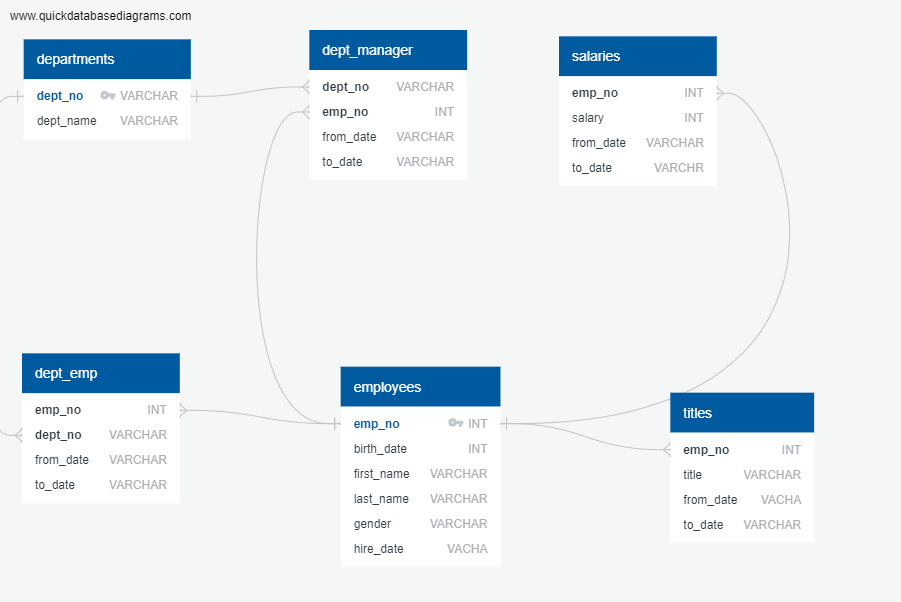 www.quickdatabasediagrams.com
departments
dept_no VARCHAR
dept_name VARCHAR
dept_manager
dept_no VARCHAR
emp_no INT
from_date VARCHAR
to_date VARCHAR
salaries
emp_no INT
salary INT
from_date VARCHAR
to_date VARCHR
dept_emp
emp_no INT
dept_no VARCHAR
from_date VARCHAR
to_date VARCHAR
employees
emp_no INT
birth_date INT
first_name VARCHAR
last_name VARCHAR
gender VARCHAR
hire_date VACHA
titles
emp_no INT
title VARCHAR
from_date VACHA
to_date VARCHAR